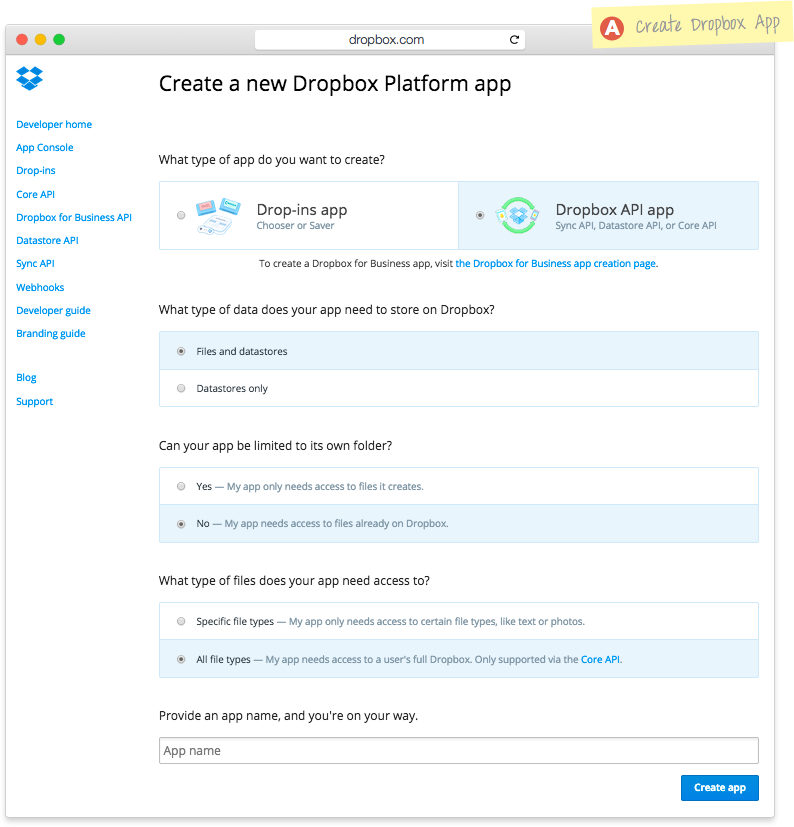 A Create Dropbox App
dropbox.com
Create a new Dropbox Platform app
Developer home
App Console
Drop-ins
Core API
Dropbox for Business API
Datastore API
Sync API
Webhooks
Developer guide
Branding guide
Blog
Support
What type of app do you want to create?
Drop-ins app
Chooser or Saver
Dropbox API app
Sync API, Datastore API, or Core API
To create a Dropbox for Business app, visit the Dropbox for Business app creation page.
What type of data does your app need to store on Dropbox?
Files and datastores
Datastores only
Can your app be limited to its own folder?
Yes — My app only needs access to files it creates.
No — My app needs access to files already on Dropbox.
What type of files does your app need access to?
Specific file types — My app only needs access to certain file types, like text or photos.
All file types — My app needs access to a user's full Dropbox. Only supported via the Core API.
Provide an app name, and you're on your way.
App name
Create app